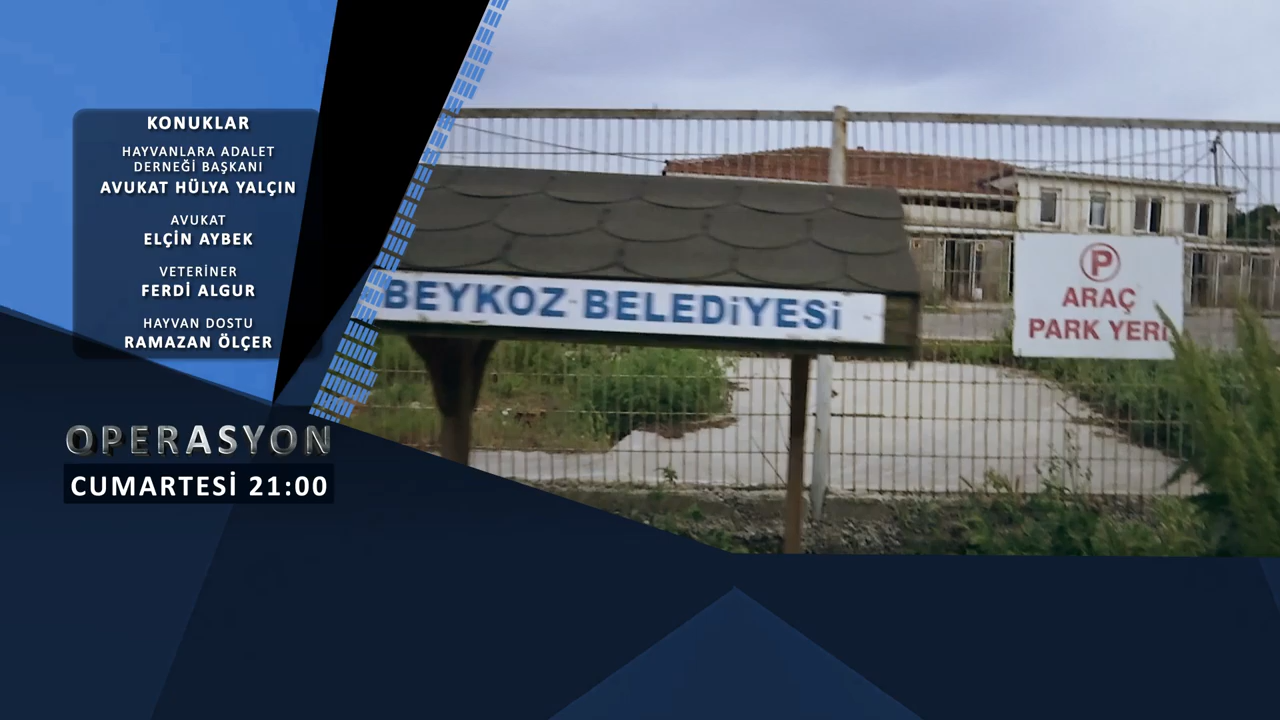 KONUKLAR
HAYVANLARA ADALET
DERNEĞİ BAŞKANI
AVUKAT HÜLYA YALÇIN
AVUKAT
ELÇİN AYBEK
VETERİNER
FERDİ ALGUR
HAYVAN DOSTU
RAMAZAN ÖLÇER
OPERASYON
CUMARTESİ 21:00
BEYKOZ BELEDİYESİ
P
ARAÇ
PARK YERİ